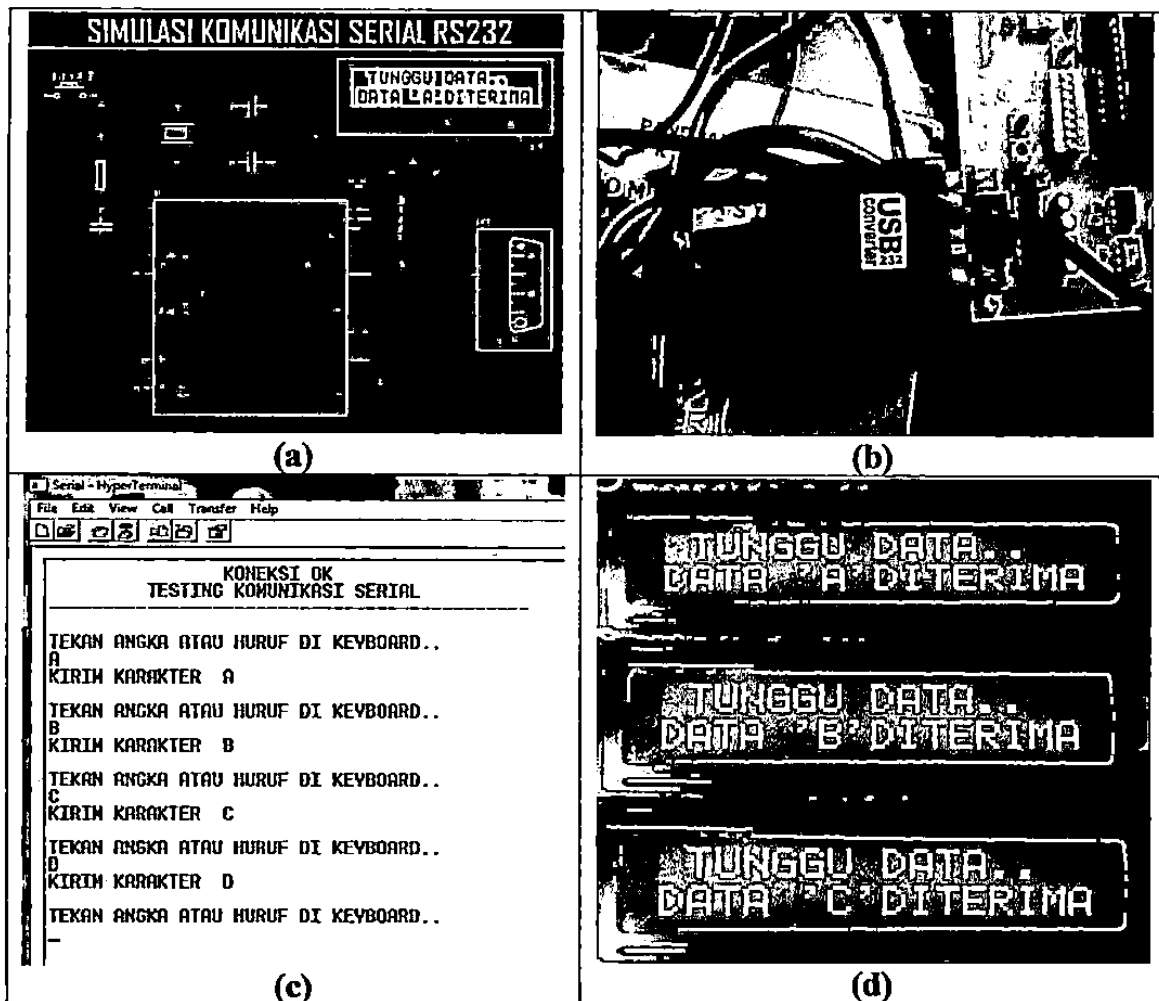 SIMULASI KOMUNIKASI SERIAL RS232
TUNGGU DATA..
DATA 'A'DITERIMA
(a)
USB
converter
232
(b)
Serial - HyperTerminal
File Edit View Call Transfer Help
KONEKSI OK
TESTING KOMUNIKASI SERIAL
TEKAN ANGKA ATAU HURUF DI KEYBOARD..
A
KIRIM KARAKTER A
TEKAN ANGKA ATAU HURUF DI KEYBOARD..
B
KIRIM KARAKTER B
TEKAN ANGKA ATAU HURUF DI KEYBOARD..
C
KIRIM KARAKTER C
TEKAN ANGKA ATAU HURUF DI KEYBOARD..
D
KIRIM KARAKTER D
TEKAN ANGKA ATAU HURUF DI KEYBOARD..
(c)
TUNGGU DATA..
DATA 'A'DITERIMA
TUNGGU DATA..
DATA 'B'DITERIMA
TUNGGU DATA..
DATA 'C'DITERIMA
(d)